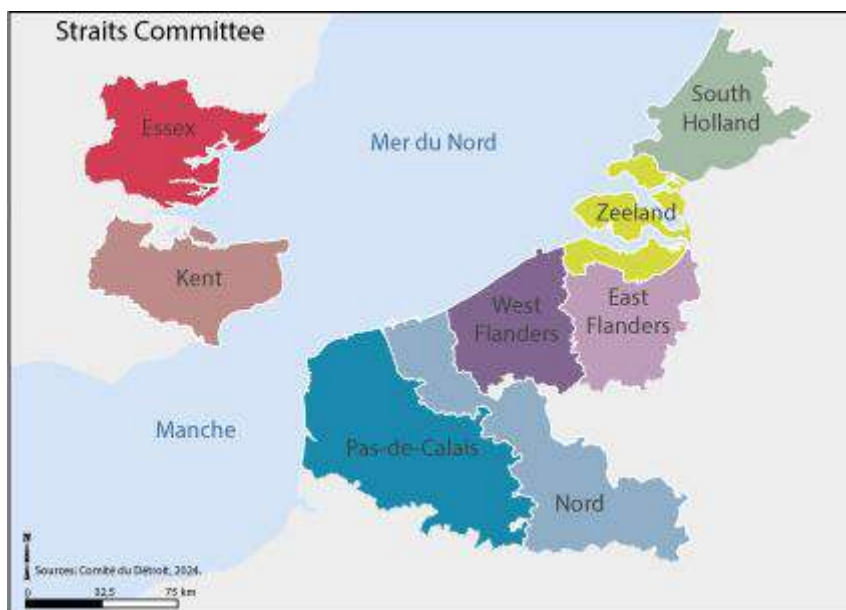 Straits Committee
Essex
Mer du Nord
South
Holland
Zeeland
Kent
West
Flanders
East
Flanders
Manche
Pas-de-Calais
Nord
Sources: Comité du Détroit, 2024.
0 32,5 75 km